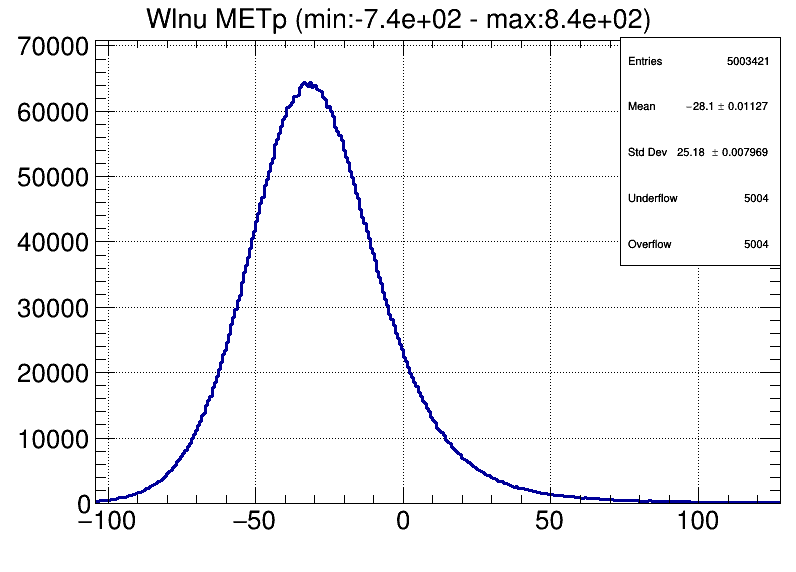 Wlnu METp (min:-7.4e+02 - max:8.4e+02)
70000
60000
50000
40000
30000
20000
10000
0
−100 −50 0 50 100
Entries 5003421
Mean −28.1 ± 0.01127
Std Dev 25.18 ± 0.007969
Underflow 5004
Overflow 5004